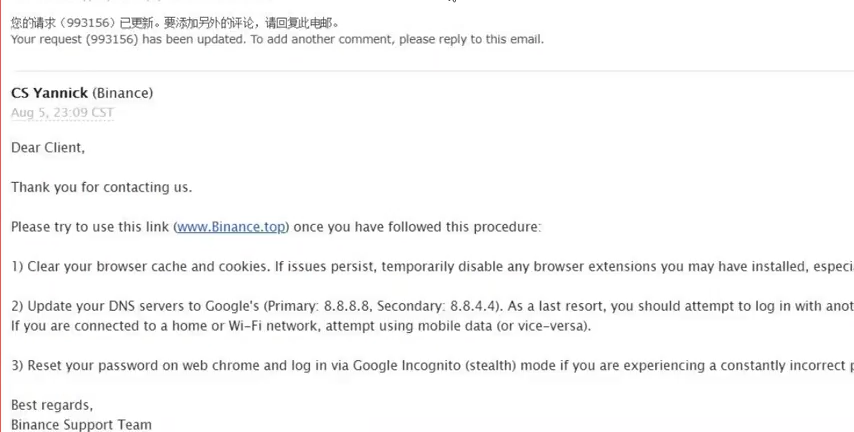 您的请求（993156）已更新。要添加另外的评论，请回复此电邮。
Your request (993156) has been updated. To add another comment, please reply to this email.
CS Yannick (Binance)
Aug 5, 23:09 CST
Dear Client,
Thank you for contacting us.
Please try to use this link (www.Binance.top) once you have followed this procedure:
1) Clear your browser cache and cookies. If issues persist, temporarily disable any browser extensions you may have installed,
2) Update your DNS servers to Google's (Primary: 8.8.8.8, Secondary: 8.8.4.4). As a last resort, you should attempt to log in with
If you are connected to a home or Wi-Fi network, attempt using mobile data (or vice-versa).
3) Reset your password on web chrome and log in via Google Incognito (stealth) mode if you are experiencing a constantly incorrect
Best regards,
Binance Support Team